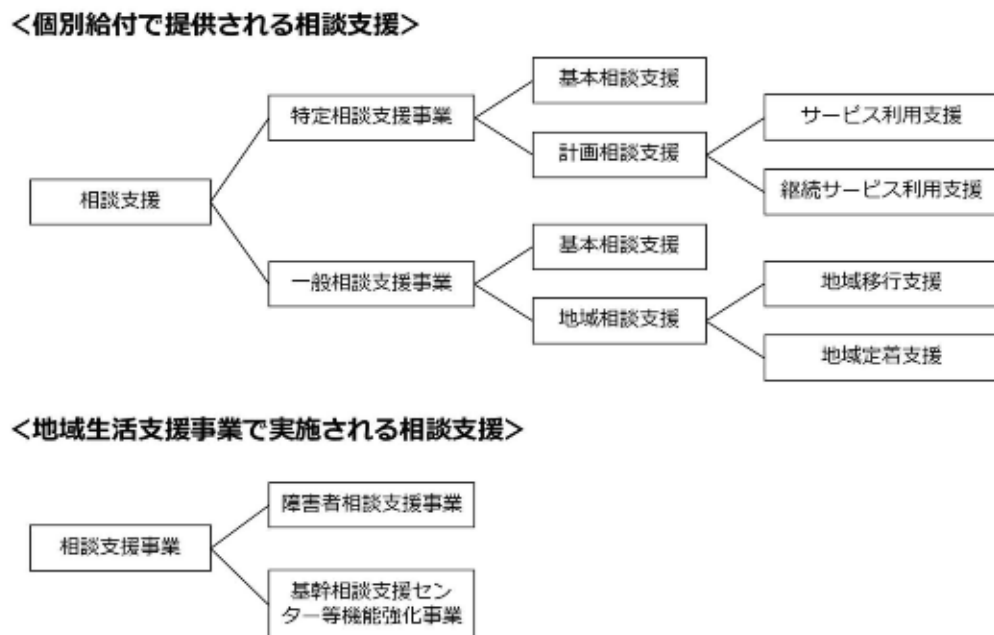 ＜個別給付で提供される相談支援＞
基本相談支援
特定相談支援事業
サービス利用支援
計画相談支援
継続サービス利用支援
相談支援
基本相談支援
一般相談支援事業
地域移行支援
地域相談支援
地域定着支援
＜地域生活支援事業で実施される相談支援＞
障害者相談支援事業
相談支援事業
基幹相談支援セン
ター等機能強化事業